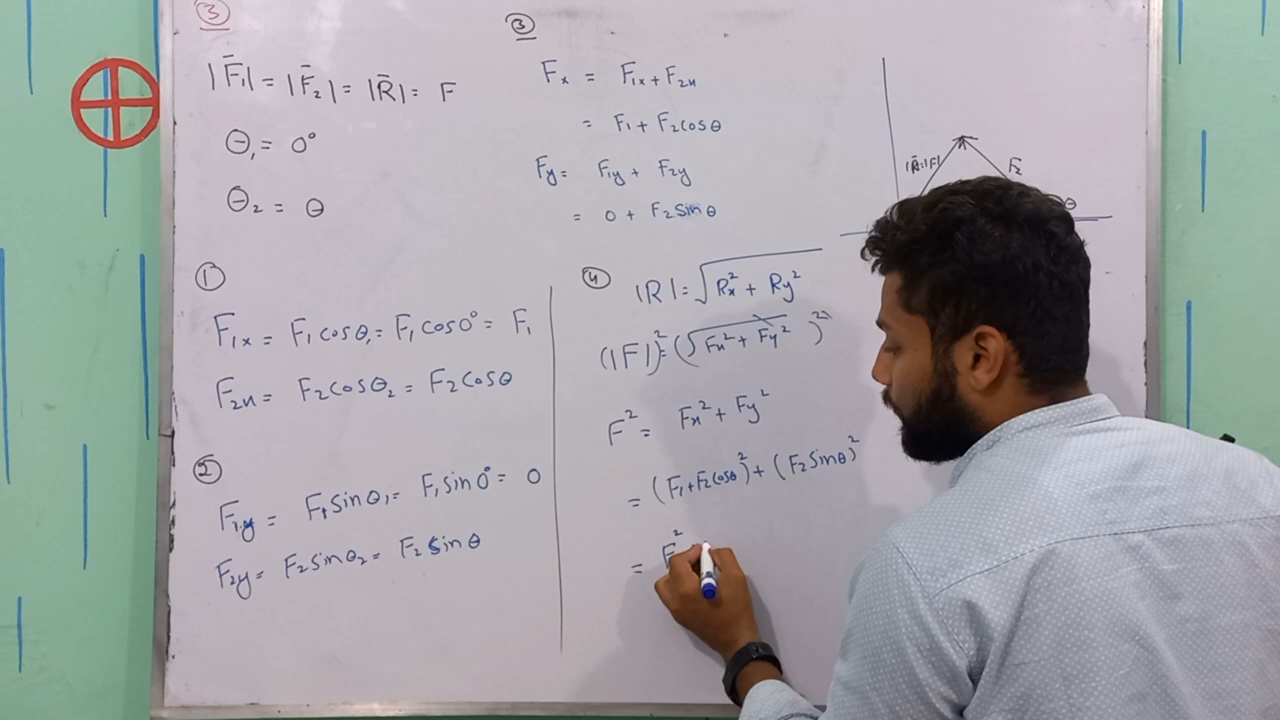 ③
|F̄₁| = |F̄₂| = |R̄| = F
θ₁ = 0°
θ₂ = θ
①
F₁x = F₁cosθ₁ = F₁cos0° = F₁
F₂x = F₂cosθ₂ = F₂cosθ
②
F₁y = F₁sinθ₁ = F₁sin0° = 0
F₂y = F₂sinθ₂ = F₂sinθ
③
Fx = F₁x + F₂x
= F₁ + F₂cosθ
Fy = F₁y + F₂y
= 0 + F₂sinθ
④
|R| = √(Rx² + Ry²)
(|F|)² = (√(Fx² + Fy²))²
F² = Fx² + Fy²
= (F₁ + F₂cosθ)² + (F₂sinθ)²
= F²
F₂
θ